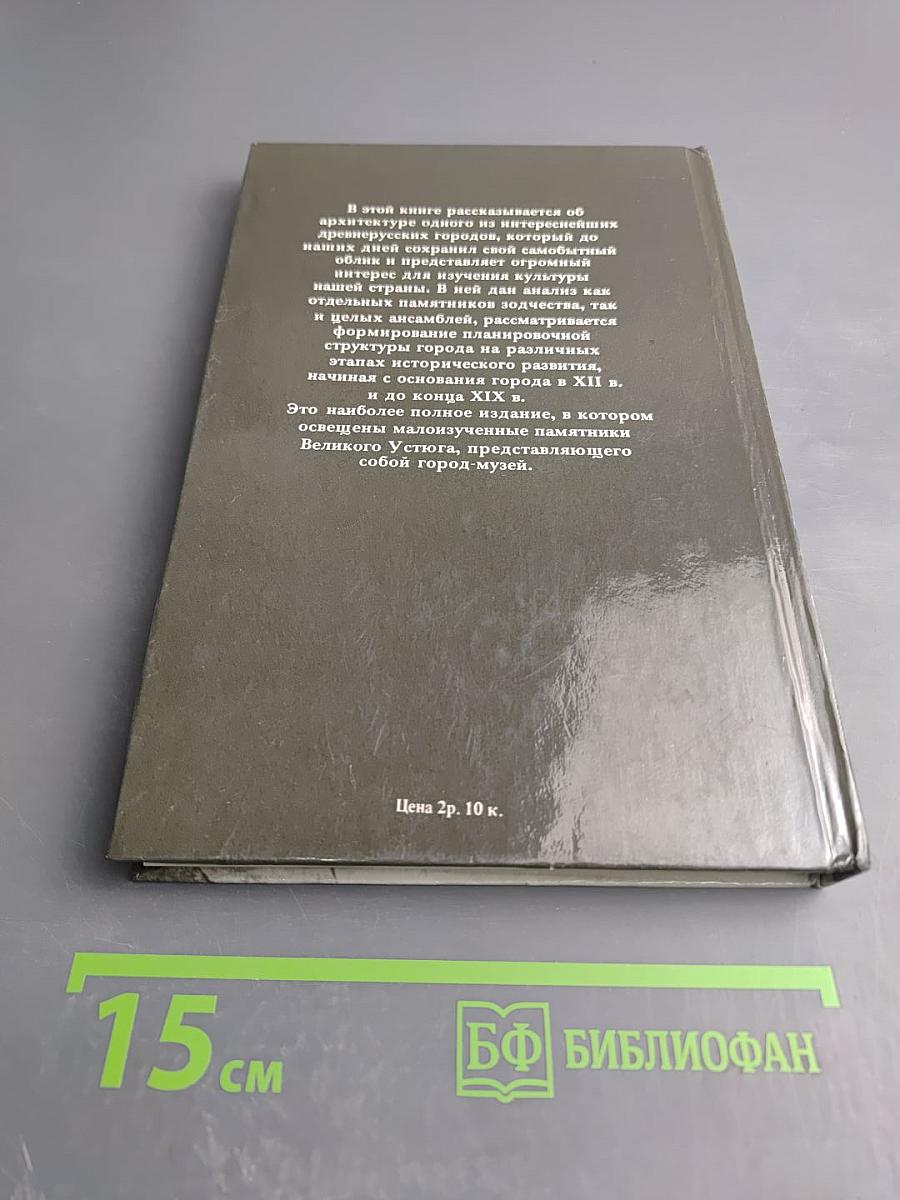 В этой книге рассказывается об
архитектуре одного из интереснейших
древнерусских городов, который до
наших дней сохранил свой самобытный
облик и представляет огромный
интерес для изучения культуры
нашей страны. В ней дан анализ как
отдельных памятников зодчества, так
и целых ансамблей, рассматривается
формирование планировочной
структуры города на различных
этапах исторического развития,
начиная с основания города в XII в.
и до конца XIX в.
Это наиболее полное издание, в котором
освещены малоизученные памятники
Великого Устюга, представляющего
собой город-музей.
Цена 2р. 10 к.
15 см
БФ БИБЛИОФАН